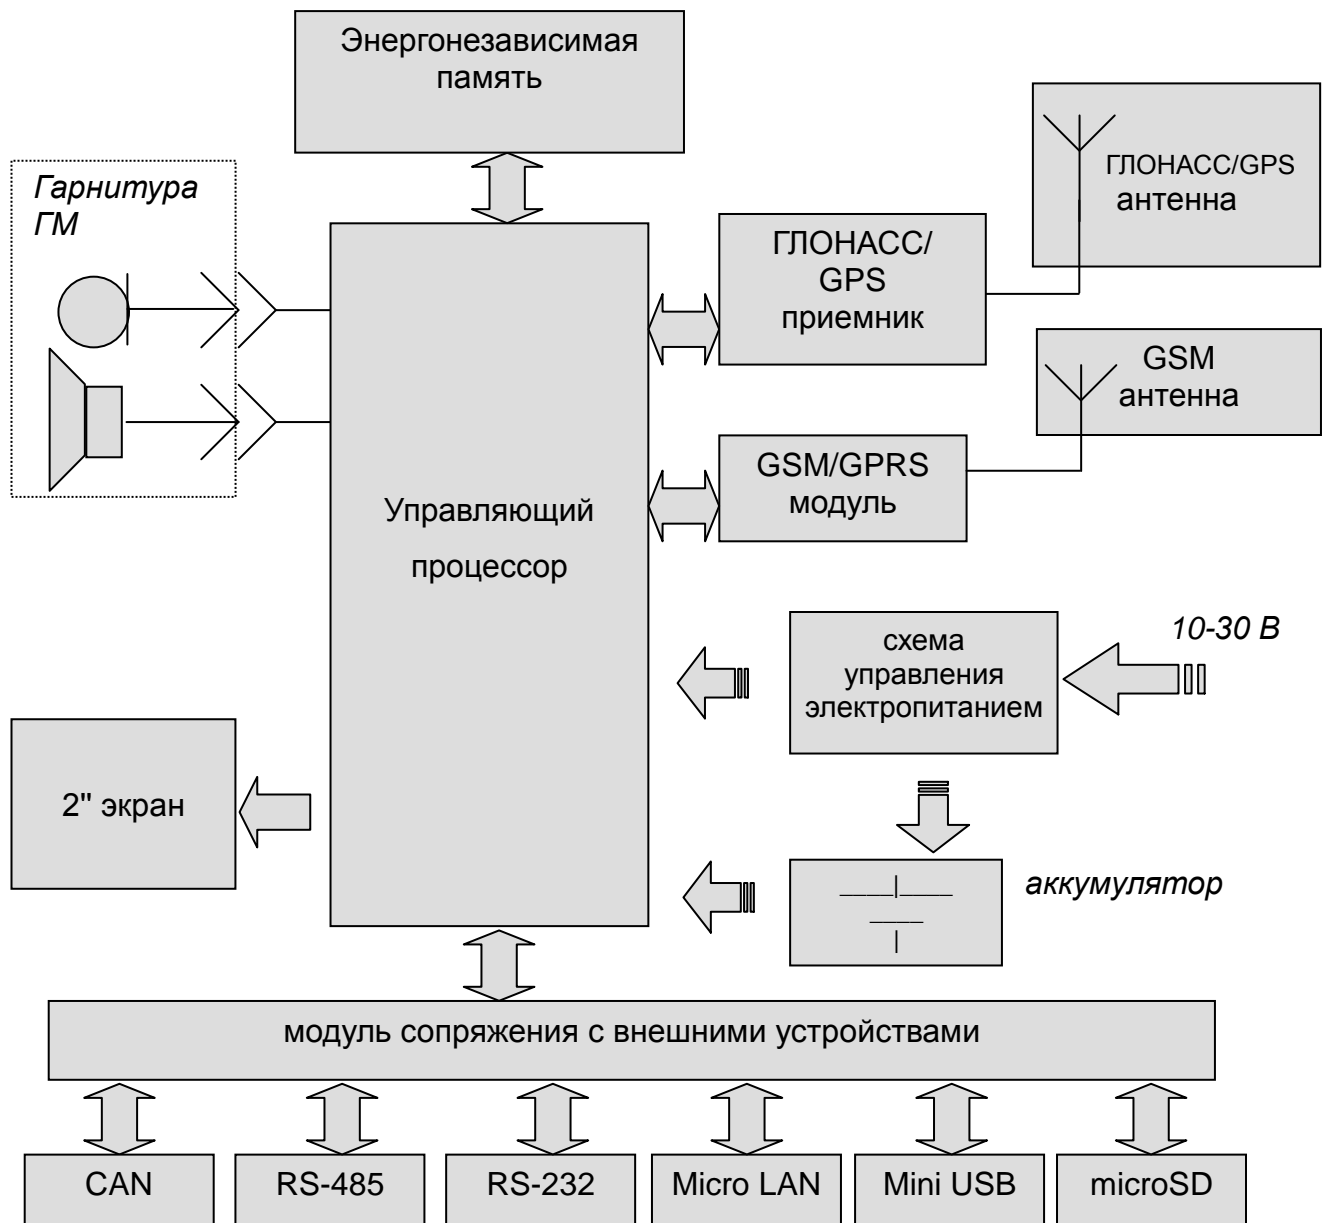 Энергонезависимая
память
Гарнитура
ГМ
ГЛОНАСС/GPS
антенна
ГЛОНАСС/
GPS
приемник
GSM
антенна
GSM/GPRS
модуль
Управляющий
процессор
схема
управления
электропитанием
10-30 В
2" экран
аккумулятор
модуль сопряжения с внешними устройствами
CAN
RS-485
RS-232
Micro LAN
Mini USB
microSD